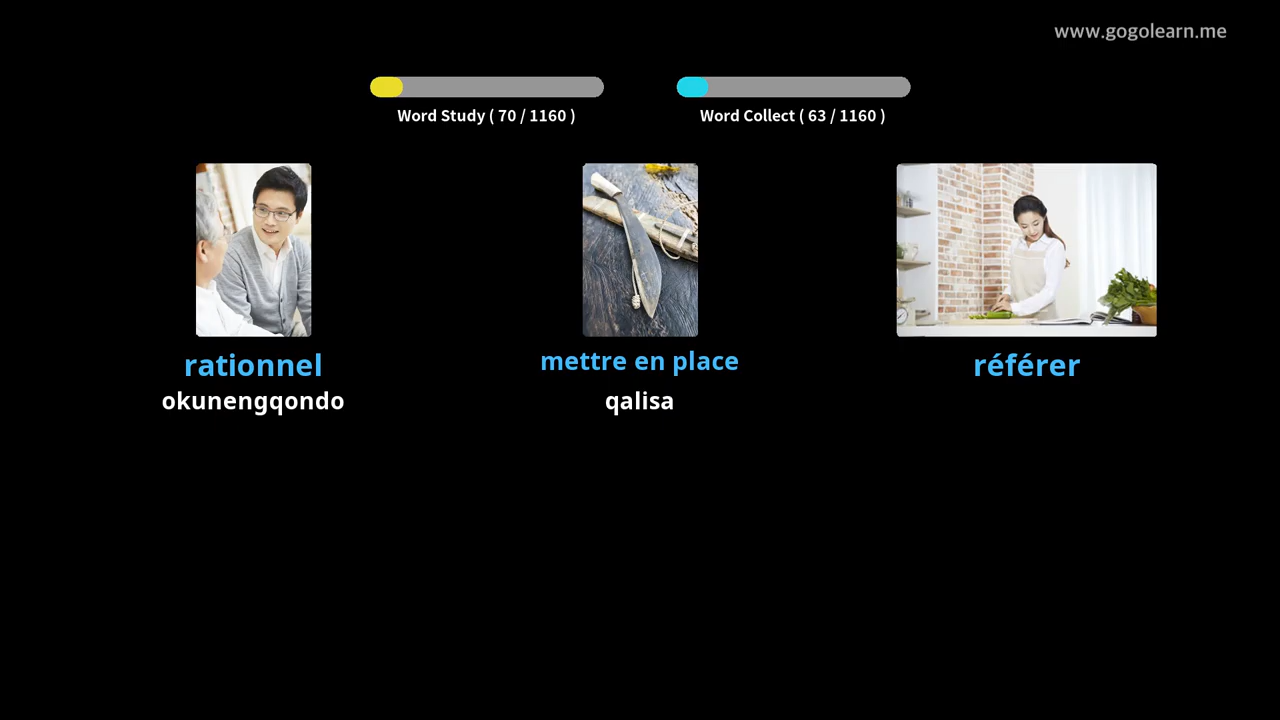 www.gogolearn.me
Word Study ( 70 / 1160 )
Word Collect ( 63 / 1160 )
rationnel
okunengqondo
mettre en place
qalisa
référer